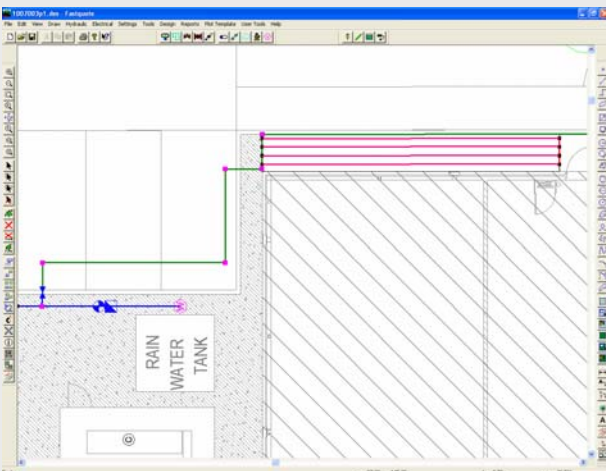 1007003p1.dxn - Fastquote
File Edit View Draw Hydraulic Electrical Settings Tools Design Reports Plot Template User Tools Help
RAIN
WATER
TANK